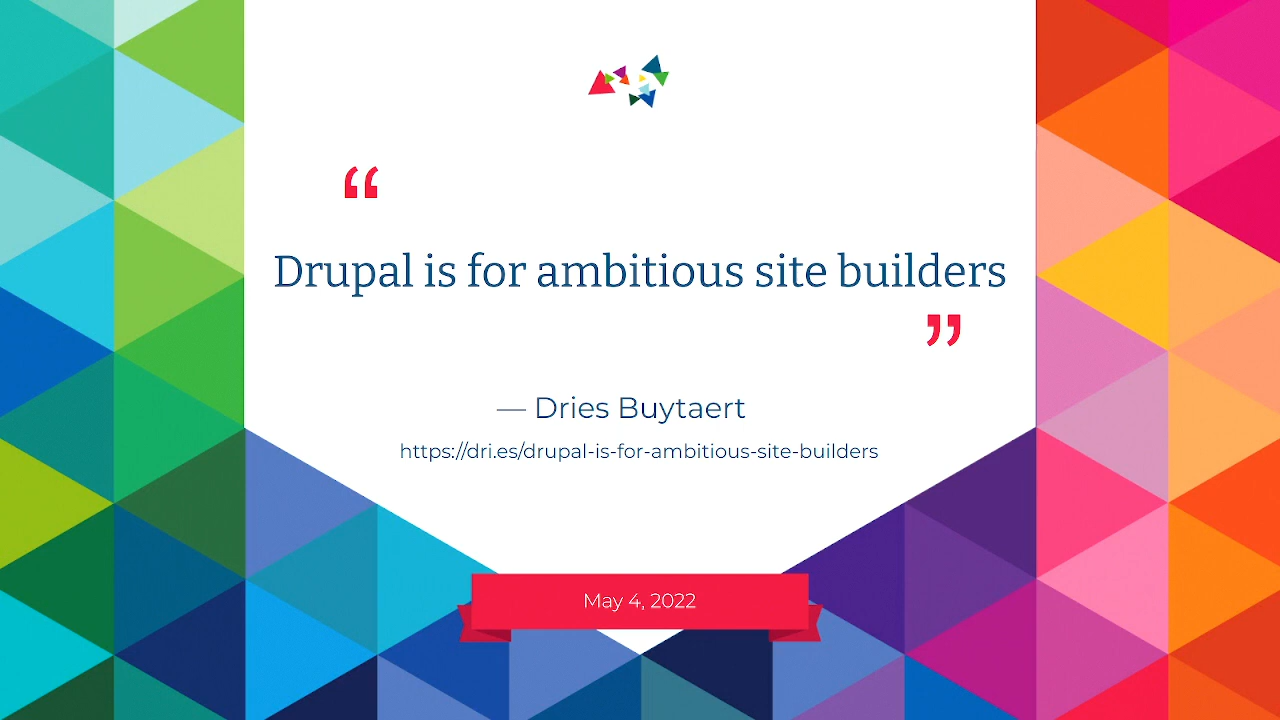 “
Drupal is for ambitious site builders
”
— Dries Buytaert
https://dri.es/drupal-is-for-ambitious-site-builders
May 4, 2022